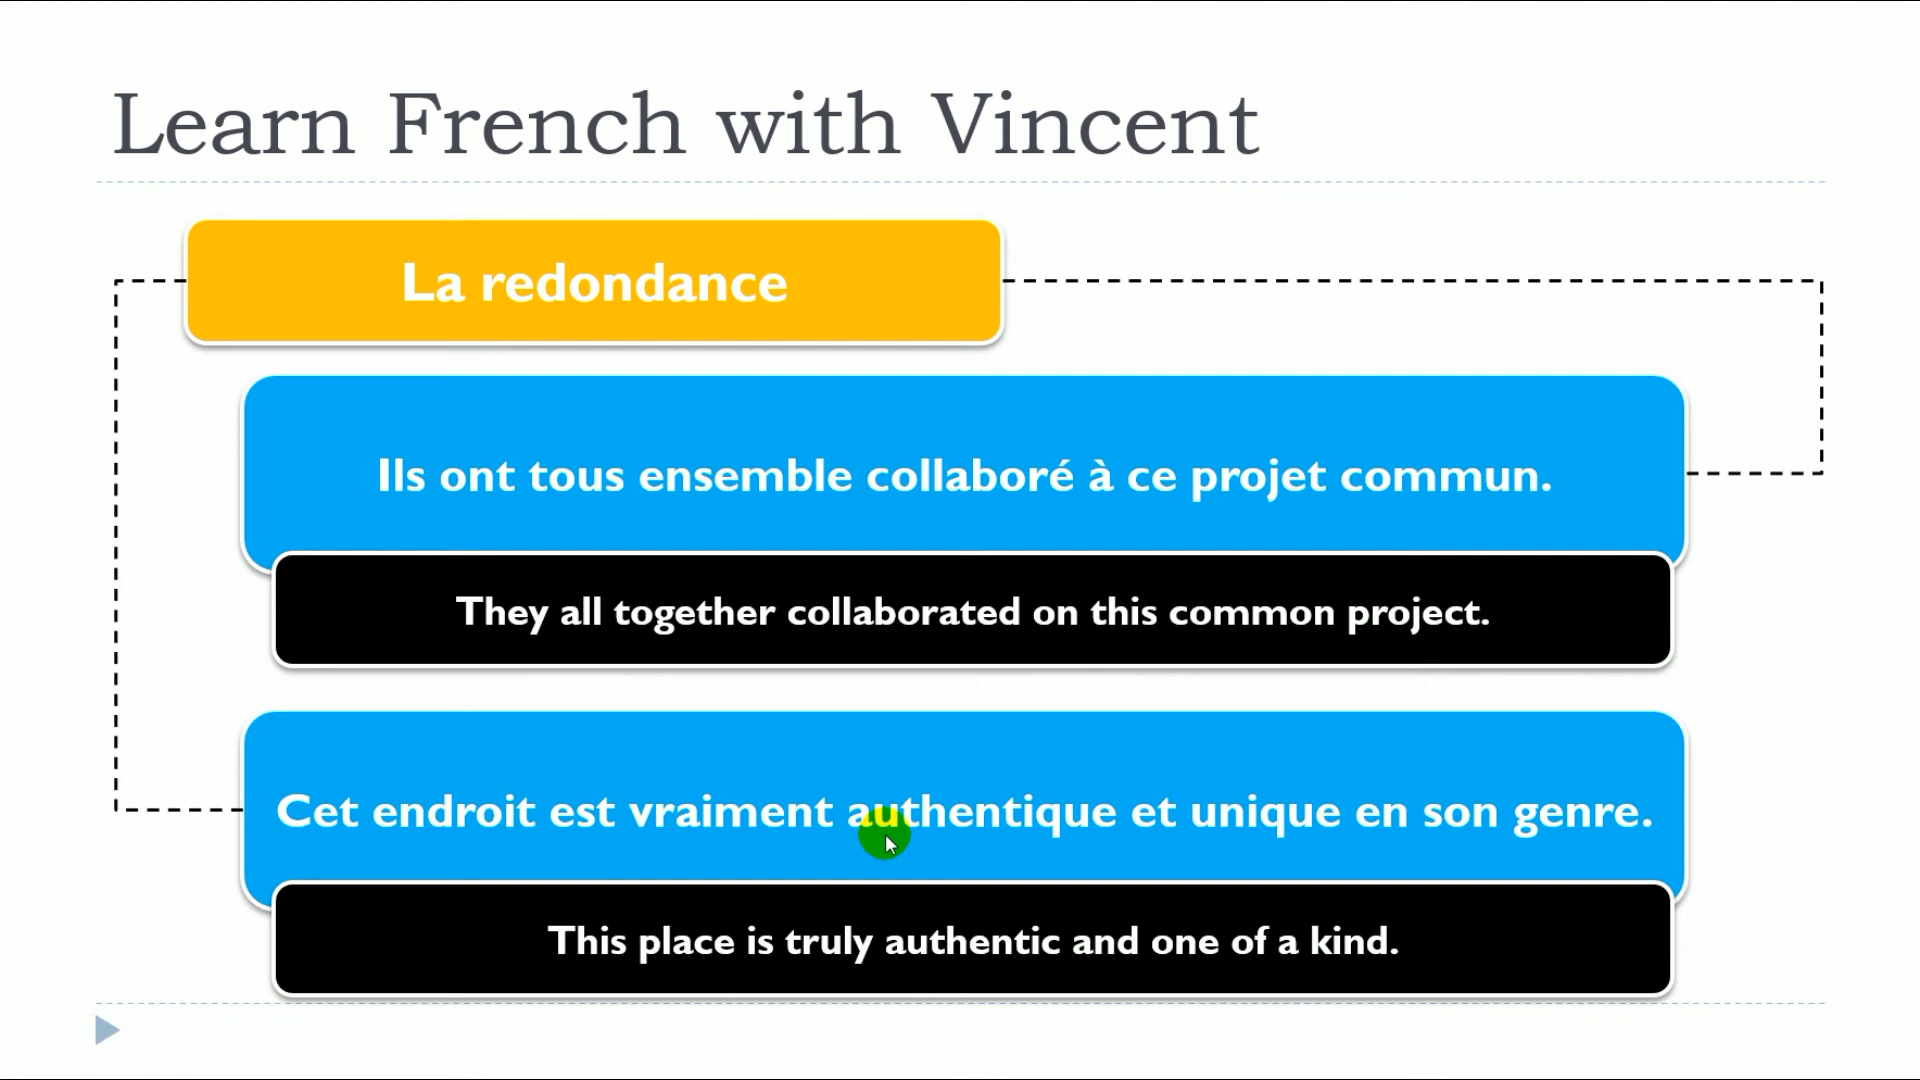 Learn French with Vincent
La redondance
Ils ont tous ensemble collaboré à ce projet commun.
They all together collaborated on this common project.
Cet endroit est vraiment authentique et unique en son genre.
This place is truly authentic and one of a kind.